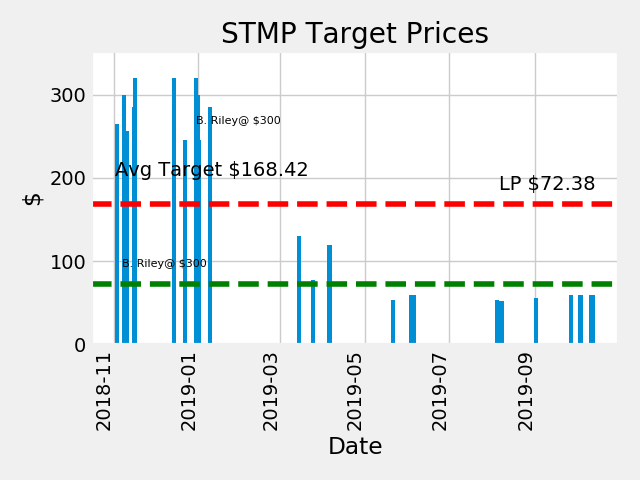 STMP Target Prices
300
B. Riley@ $300
Avg Target $168.42
LP $72.38
200
$
100
B. Riley@ $300
0
2018-11
2019-01
2019-03
2019-05
2019-07
2019-09
Date